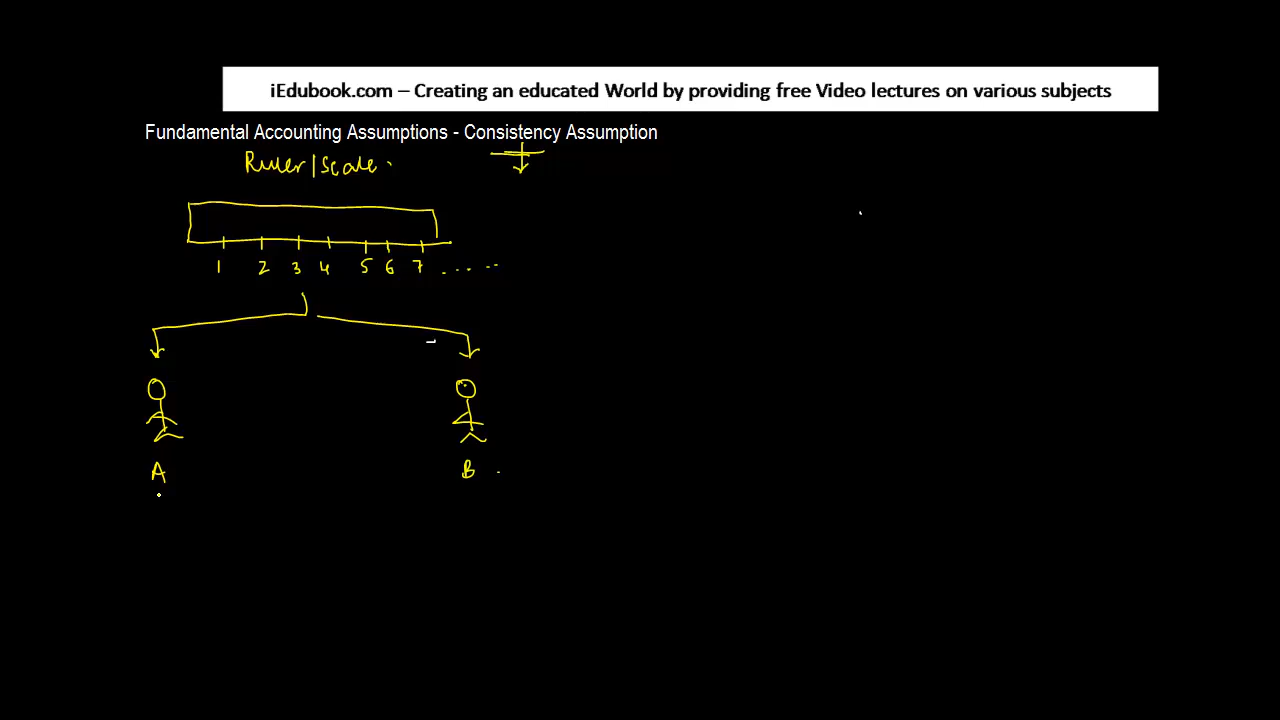 iEdubook.com – Creating an educated World by providing free Video lectures on various subjects
Fundamental Accounting Assumptions - Consistency Assumption
Ruler/Scale
1 2 3 4 5 6 7 . . . . .
A B